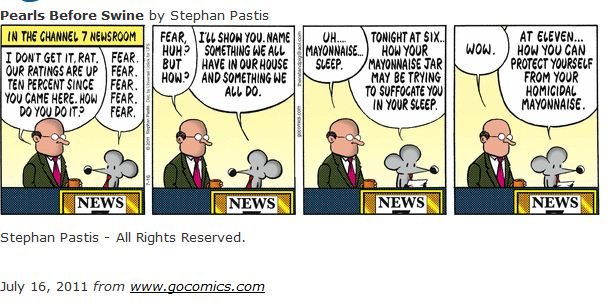 Pearls Before Swine by Stephan Pastis
IN THE CHANNEL 7 NEWSROOM
I DON'T GET IT, RAT.
OUR RATINGS ARE UP
TEN PERCENT SINCE
YOU CAME HERE. HOW
DO YOU DO IT?
FEAR.
FEAR.
FEAR.
FEAR.
FEAR.
NEWS
7-16
FEAR,
HUH?
BUT
HOW?
I'LL SHOW YOU. NAME
SOMETHING WE ALL
HAVE IN OUR HOUSE
AND SOMETHING WE
ALL DO.
NEWS
gocomics.com
UH....
MAYONNAISE...
SLEEP.
TONIGHT AT SIX..
HOW YOUR
MAYONNAISE JAR
MAY BE TRYING
TO SUFFOCATE YOU
IN YOUR SLEEP.
NEWS
WOW.
AT ELEVEN...
HOW YOU CAN
PROTECT YOURSELF
FROM YOUR
HOMICIDAL
MAYONNAISE.
NEWS
Stephan Pastis - All Rights Reserved.
July 16, 2011 from www.gocomics.com